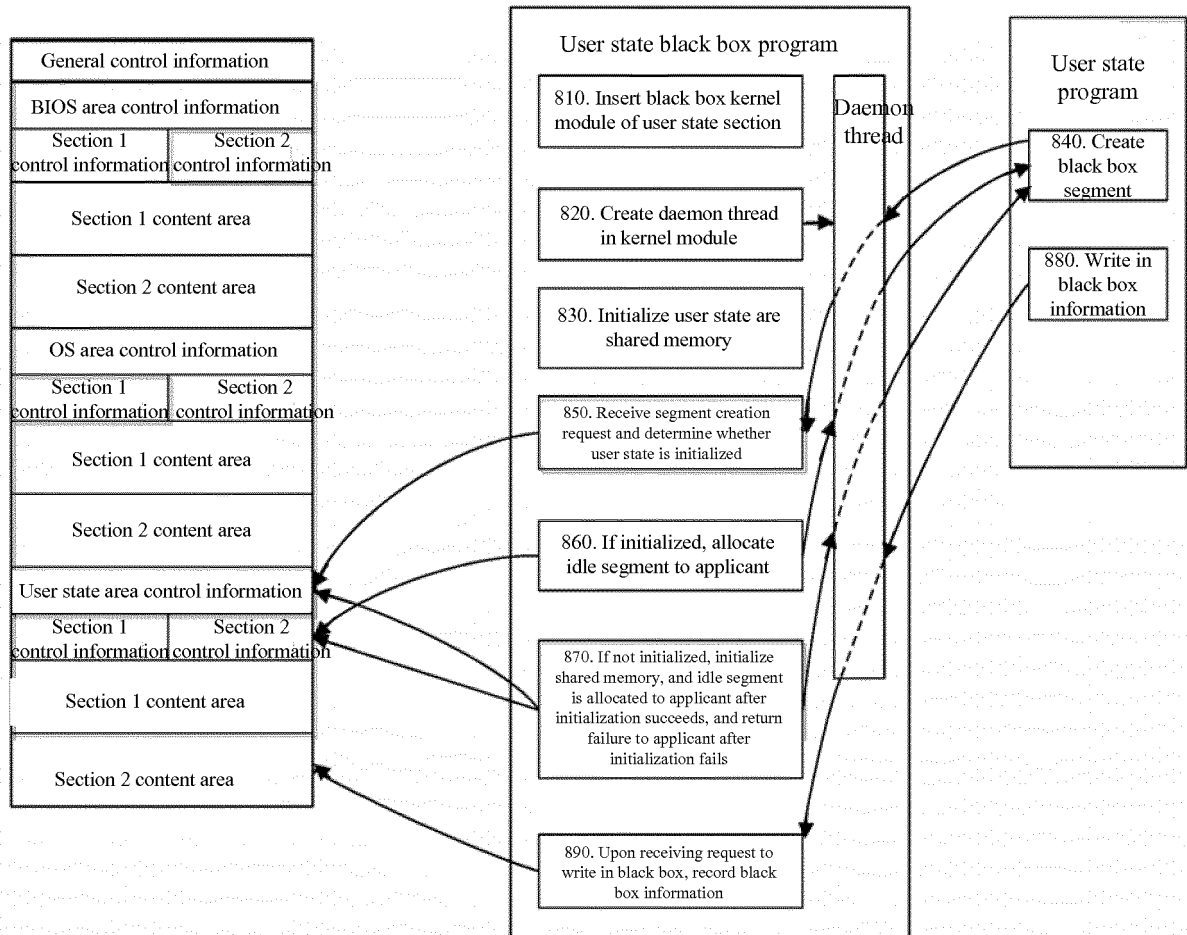 General control information
BIOS area control information
Section 1
control information
Section 2
control information
Section 1 content area
Section 2 content area
OS area control information
Section 1
control information
Section 2
control information
Section 1 content area
Section 2 content area
User state area control information
Section 1
control information
Section 2
control information
Section 1 content area
Section 2 content area
User state black box program
810. Insert black box kernel
module of user state section
820. Create daemon thread
in kernel module
830. Initialize user state are
shared memory
850. Receive segment creation
request and determine whether
user state is initialized
860. If initialized, allocate
idle segment to applicant
870. If not initialized, initialize
shared memory, and idle segment
is allocated to applicant after
initialization succeeds, and return
failure to applicant after
initialization fails
890. Upon receiving request to
write in black box, record black
box information
Daemon
thread
User state
program
840. Create
black box
segment
880. Write in
black box
information